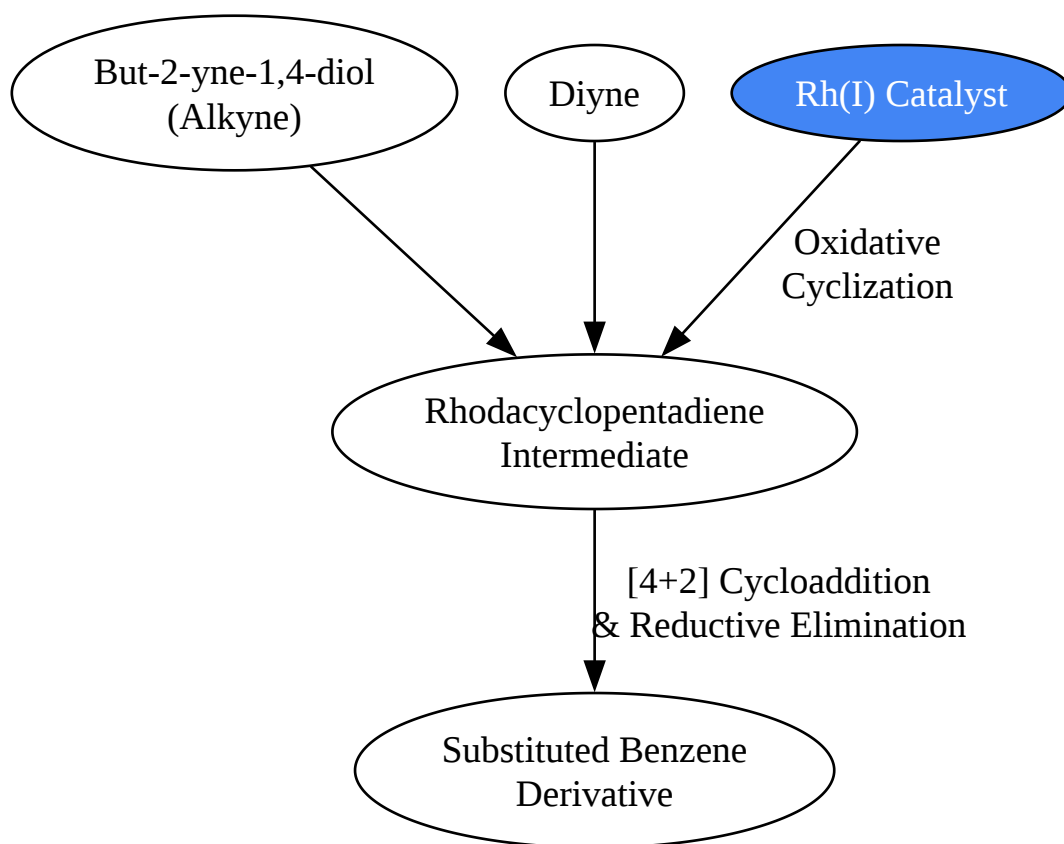 But-2-yne-1,4-diol
(Alkyne)
Diyne
Rh(I) Catalyst
Oxidative
Cyclization
Rhodacyclopentadiene
Intermediate
[4+2] Cycloaddition
& Reductive Elimination
Substituted Benzene
Derivative